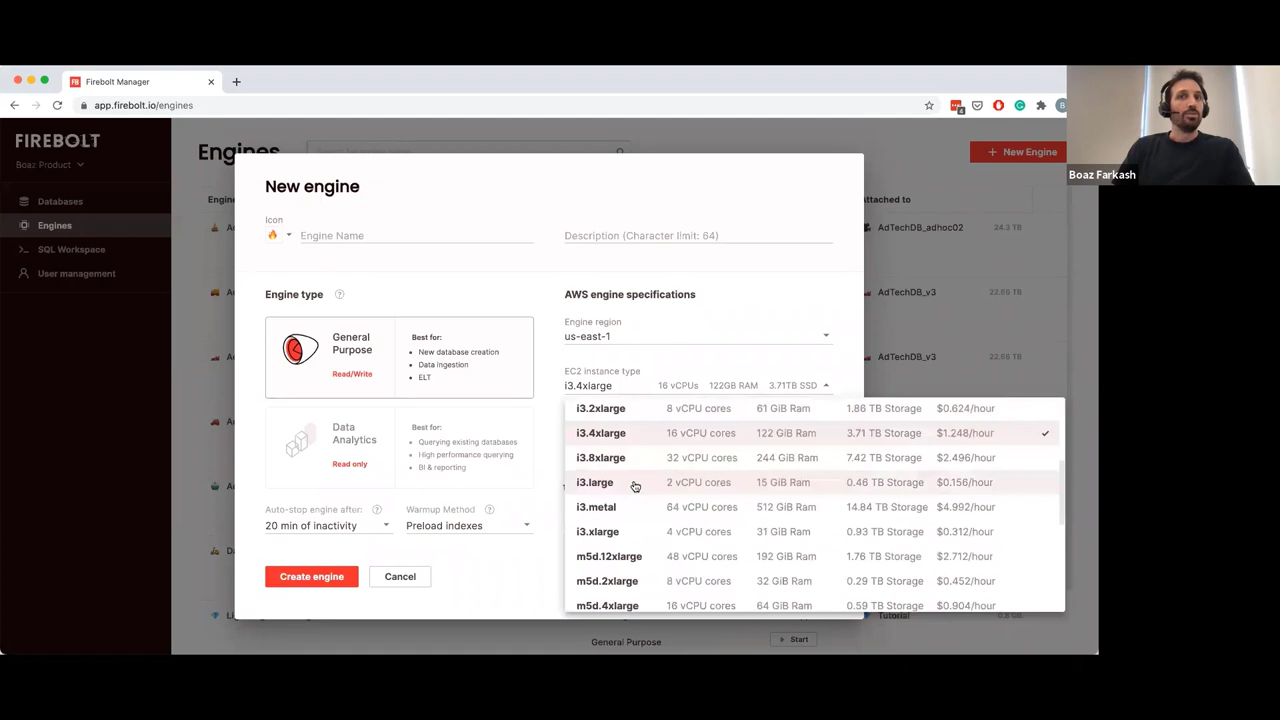 Firebolt Manager
app.firebolt.io/engines
FIREBOLT
Boaz Product
Databases
Engines
SQL Workspace
User management
Engines
New Engine
Attached to
AdTechDB_adhoc02 24.3 TB
AdTechDB_v3
AdTechDB_v3
Tutorial
General Purpose Start
Boaz Farkash
New engine
Icon
Engine Name
Description (Character limit: 64)
Engine type ?
General Purpose
Read/Write
Best for:
• New database creation
• Data ingestion
• ELT
Data Analytics
Read only
Best for:
• Querying existing databases
• High performance querying
• BI & reporting
Auto-stop engine after: ?
20 min of inactivity
Warmup Method ?
Preload indexes
Create engine
Cancel
AWS engine specifications
Engine region
us-east-1
EC2 instance type
i3.4xlarge 16 vCPUs 122GB RAM 3.71TB SSD
i3.2xlarge 8 vCPU cores 61 GiB Ram 1.86 TB Storage $0.624/hour
i3.4xlarge 16 vCPU cores 122 GiB Ram 3.71 TB Storage $1.248/hour
i3.8xlarge 32 vCPU cores 244 GiB Ram 7.42 TB Storage $2.496/hour
i3.large 2 vCPU cores 15 GiB Ram 0.46 TB Storage $0.156/hour
i3.metal 64 vCPU cores 512 GiB Ram 14.84 TB Storage $4.992/hour
i3.xlarge 4 vCPU cores 31 GiB Ram 0.93 TB Storage $0.312/hour
m5d.12xlarge 48 vCPU cores 192 GiB Ram 1.76 TB Storage $2.712/hour
m5d.2xlarge 8 vCPU cores 32 GiB Ram 0.29 TB Storage $0.452/hour
m5d.4xlarge 16 vCPU cores 64 GiB Ram 0.59 TB Storage $0.904/hour